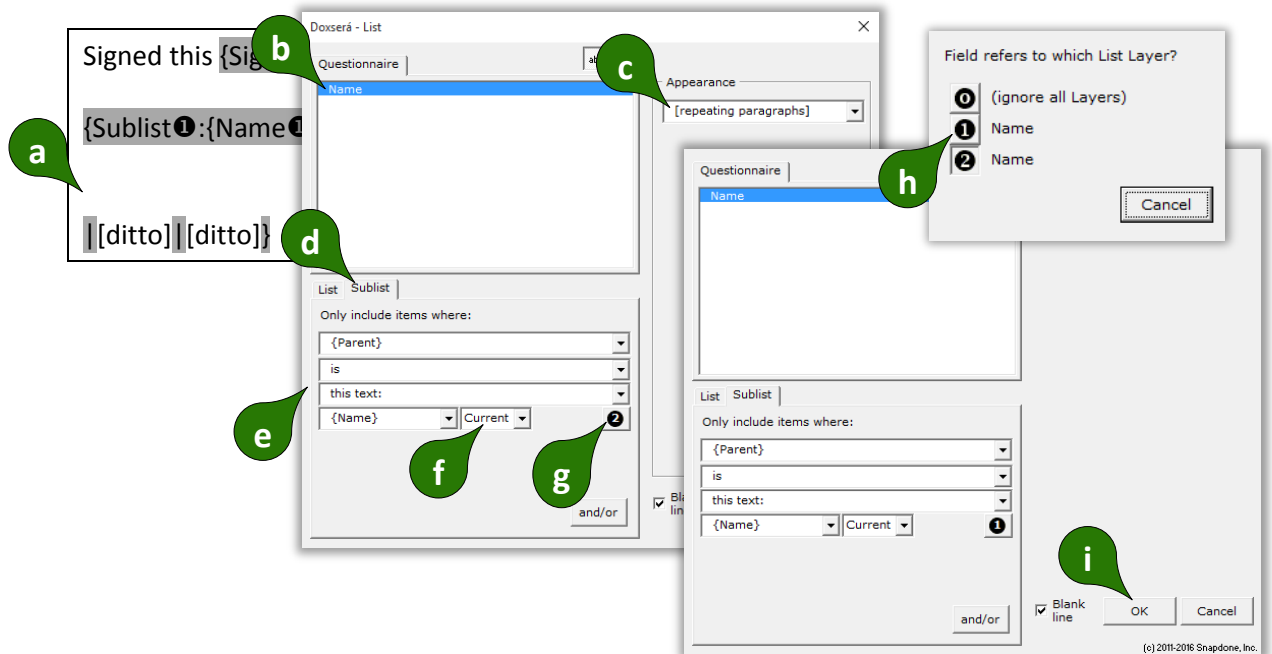 Signed this {Sig
{Sublist❶:{Name❶
|[ditto]|[ditto]}
a
Doxserá - List
b
Questionnaire
Name
c
Appearance
[repeating paragraphs]
d
List Sublist
Only include items where:
{Parent}
is
this text:
{Name} Current ❷
e
f
g
and/or
Questionnaire
Name
List Sublist
Only include items where:
{Parent}
is
this text:
{Name} Current ❶
and/or
Blank
line
OK Cancel
i
(c) 2011-2016 Snapdone, Inc.
Field refers to which List Layer?
⓿ (ignore all Layers)
❶ Name
❷ Name
h
Cancel